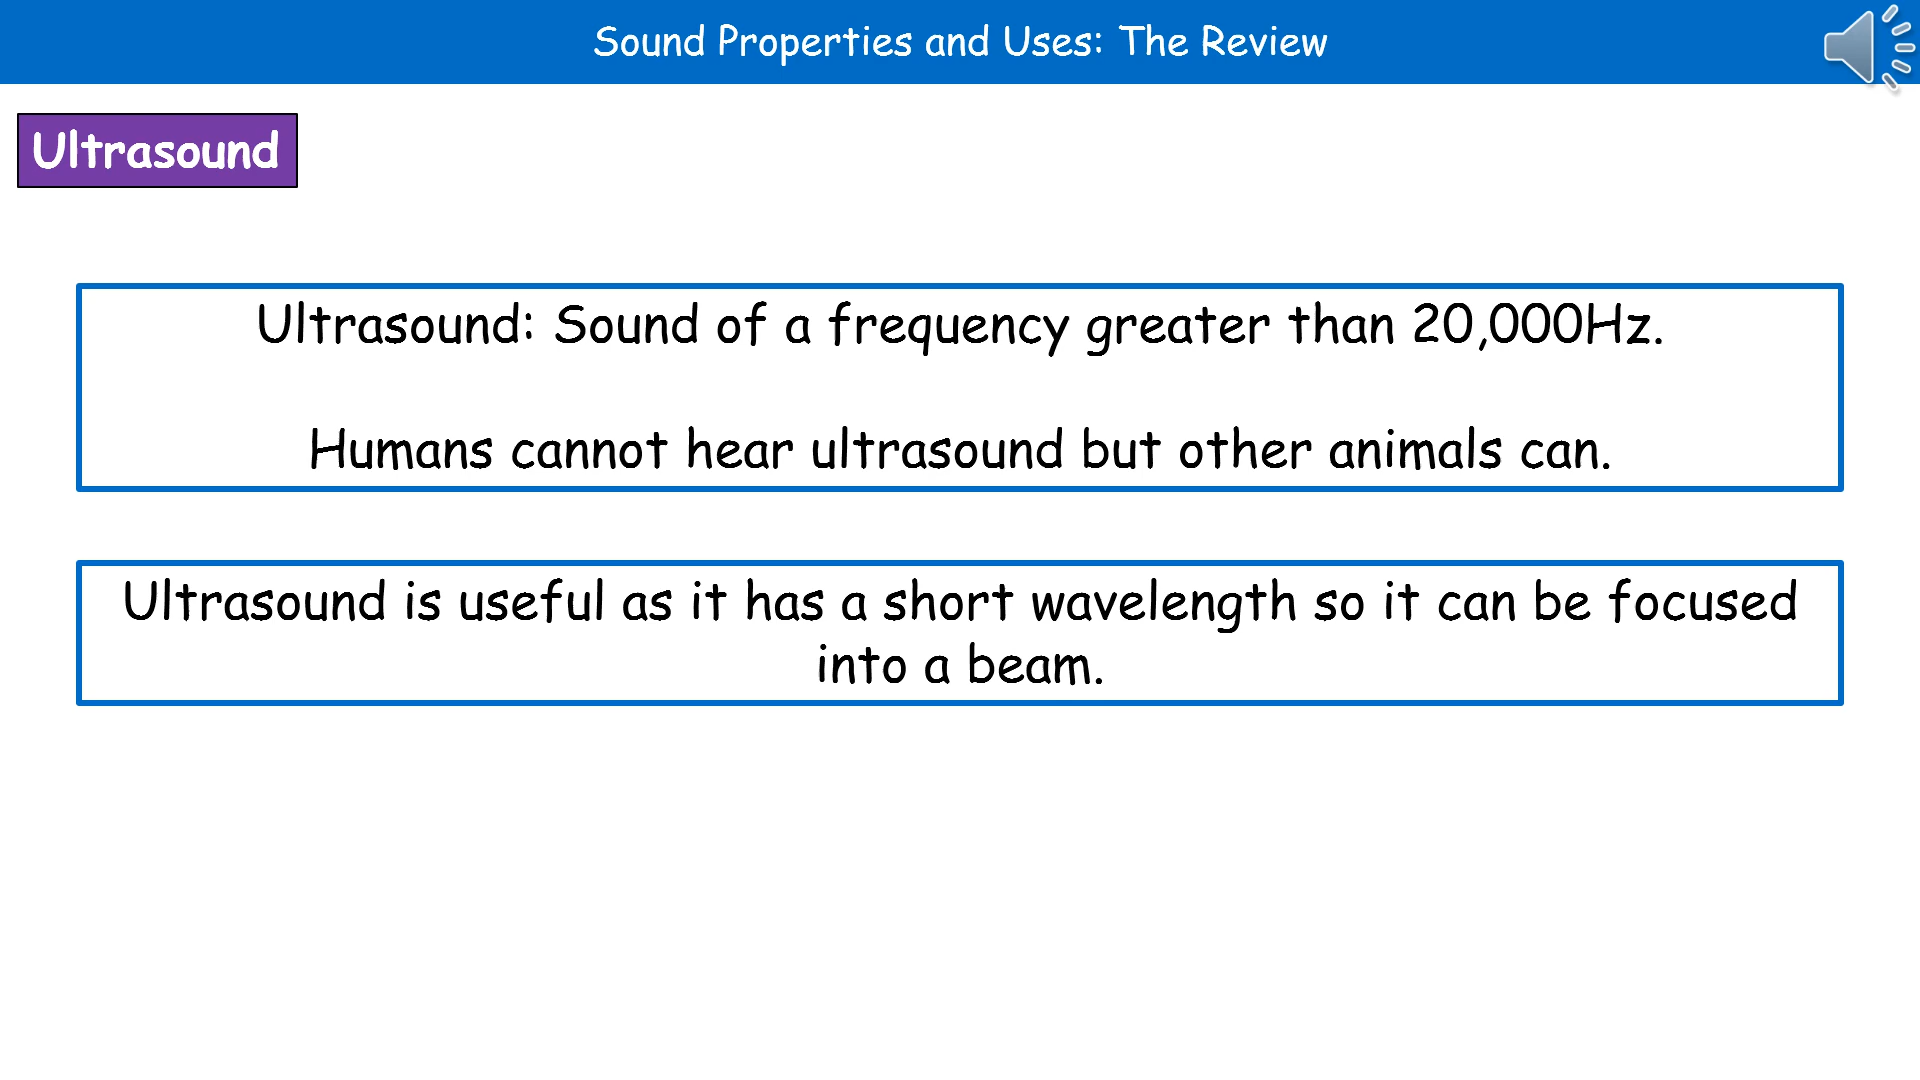 Sound Properties and Uses: The Review
Ultrasound
Ultrasound: Sound of a frequency greater than 20,000Hz.
Humans cannot hear ultrasound but other animals can.
Ultrasound is useful as it has a short wavelength so it can be focused
into a beam.